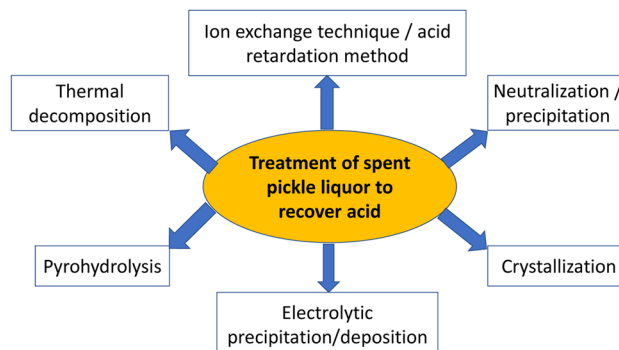 Ion exchange technique / acid
retardation method
Thermal
decomposition
Neutralization /
precipitation
Treatment of spent
pickle liquor to
recover acid
Pyrohydrolysis
Crystallization
Electrolytic
precipitation/deposition